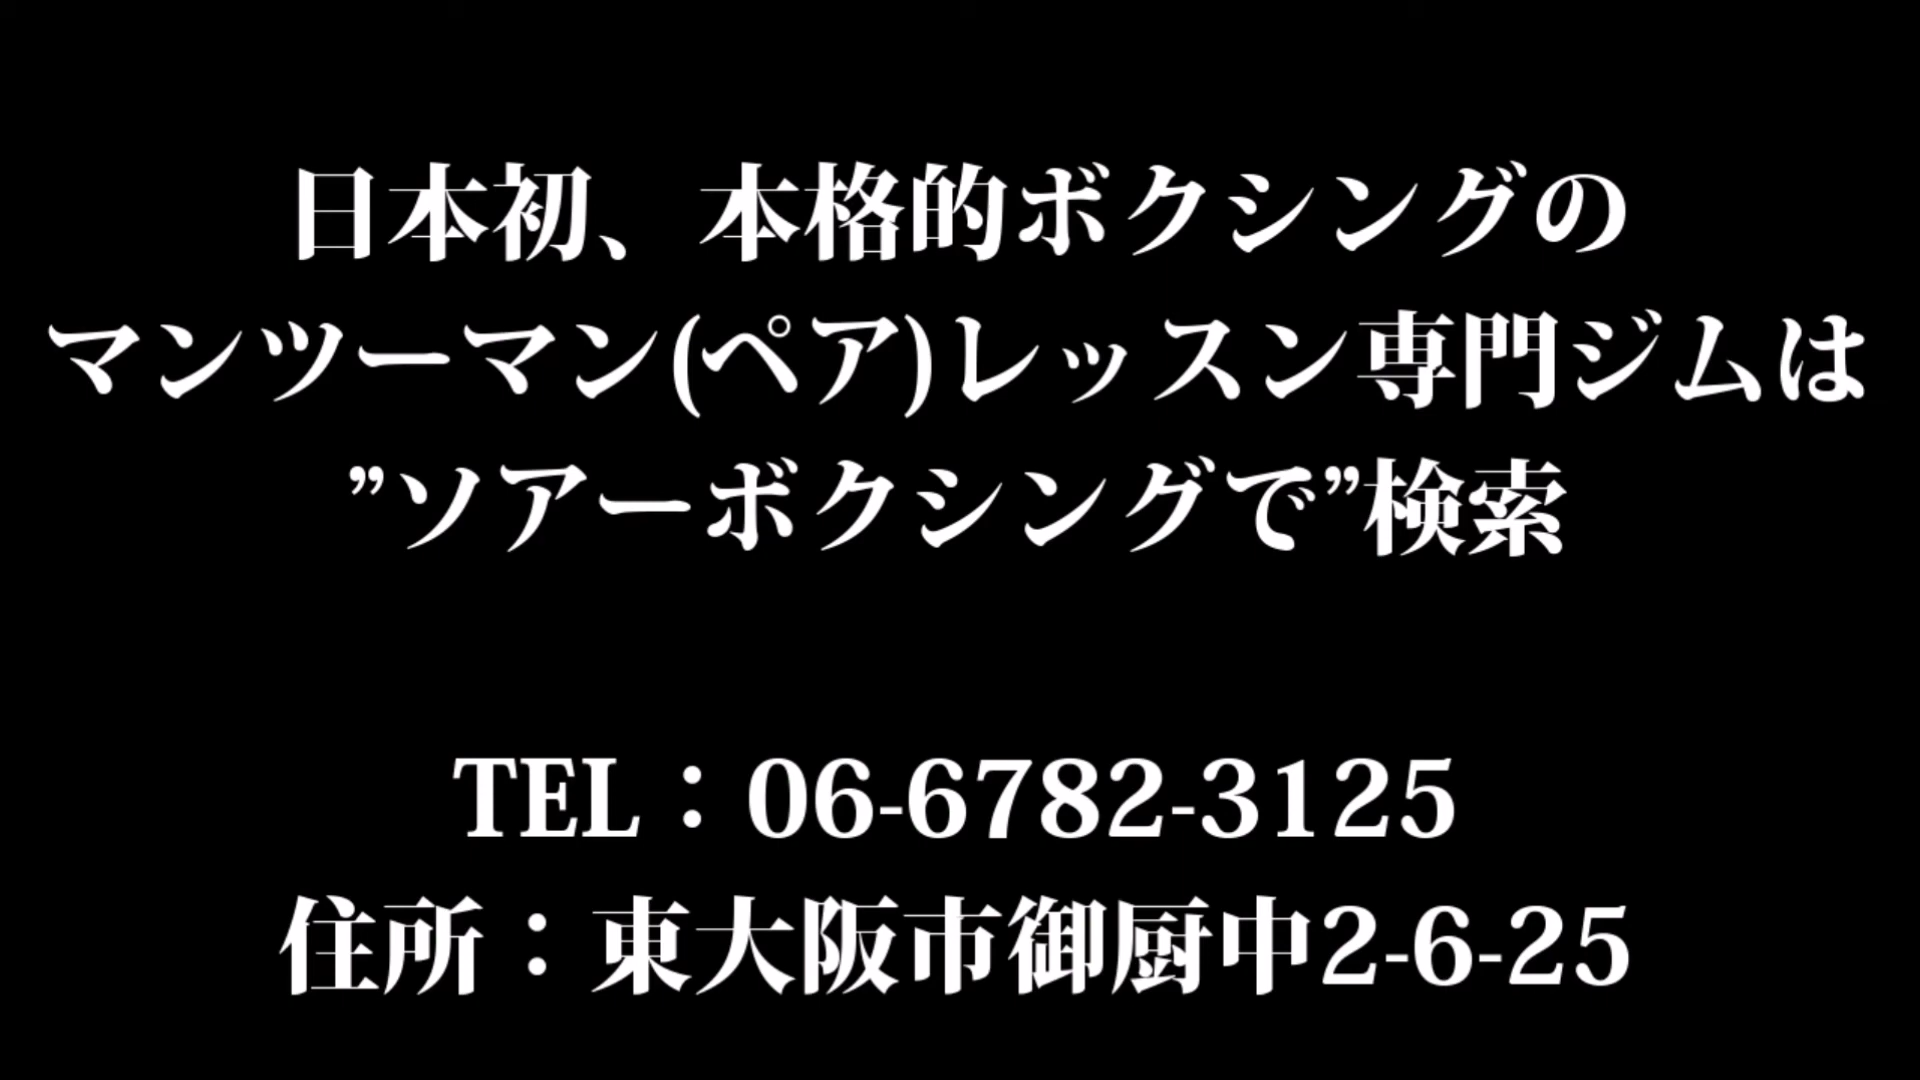 日本初、本格的ボクシングの
マンツーマン(ペア)レッスン専門ジムは
”ソアーボクシングで”検索
TEL：06-6782-3125
住所：東大阪市御厨中2-6-25